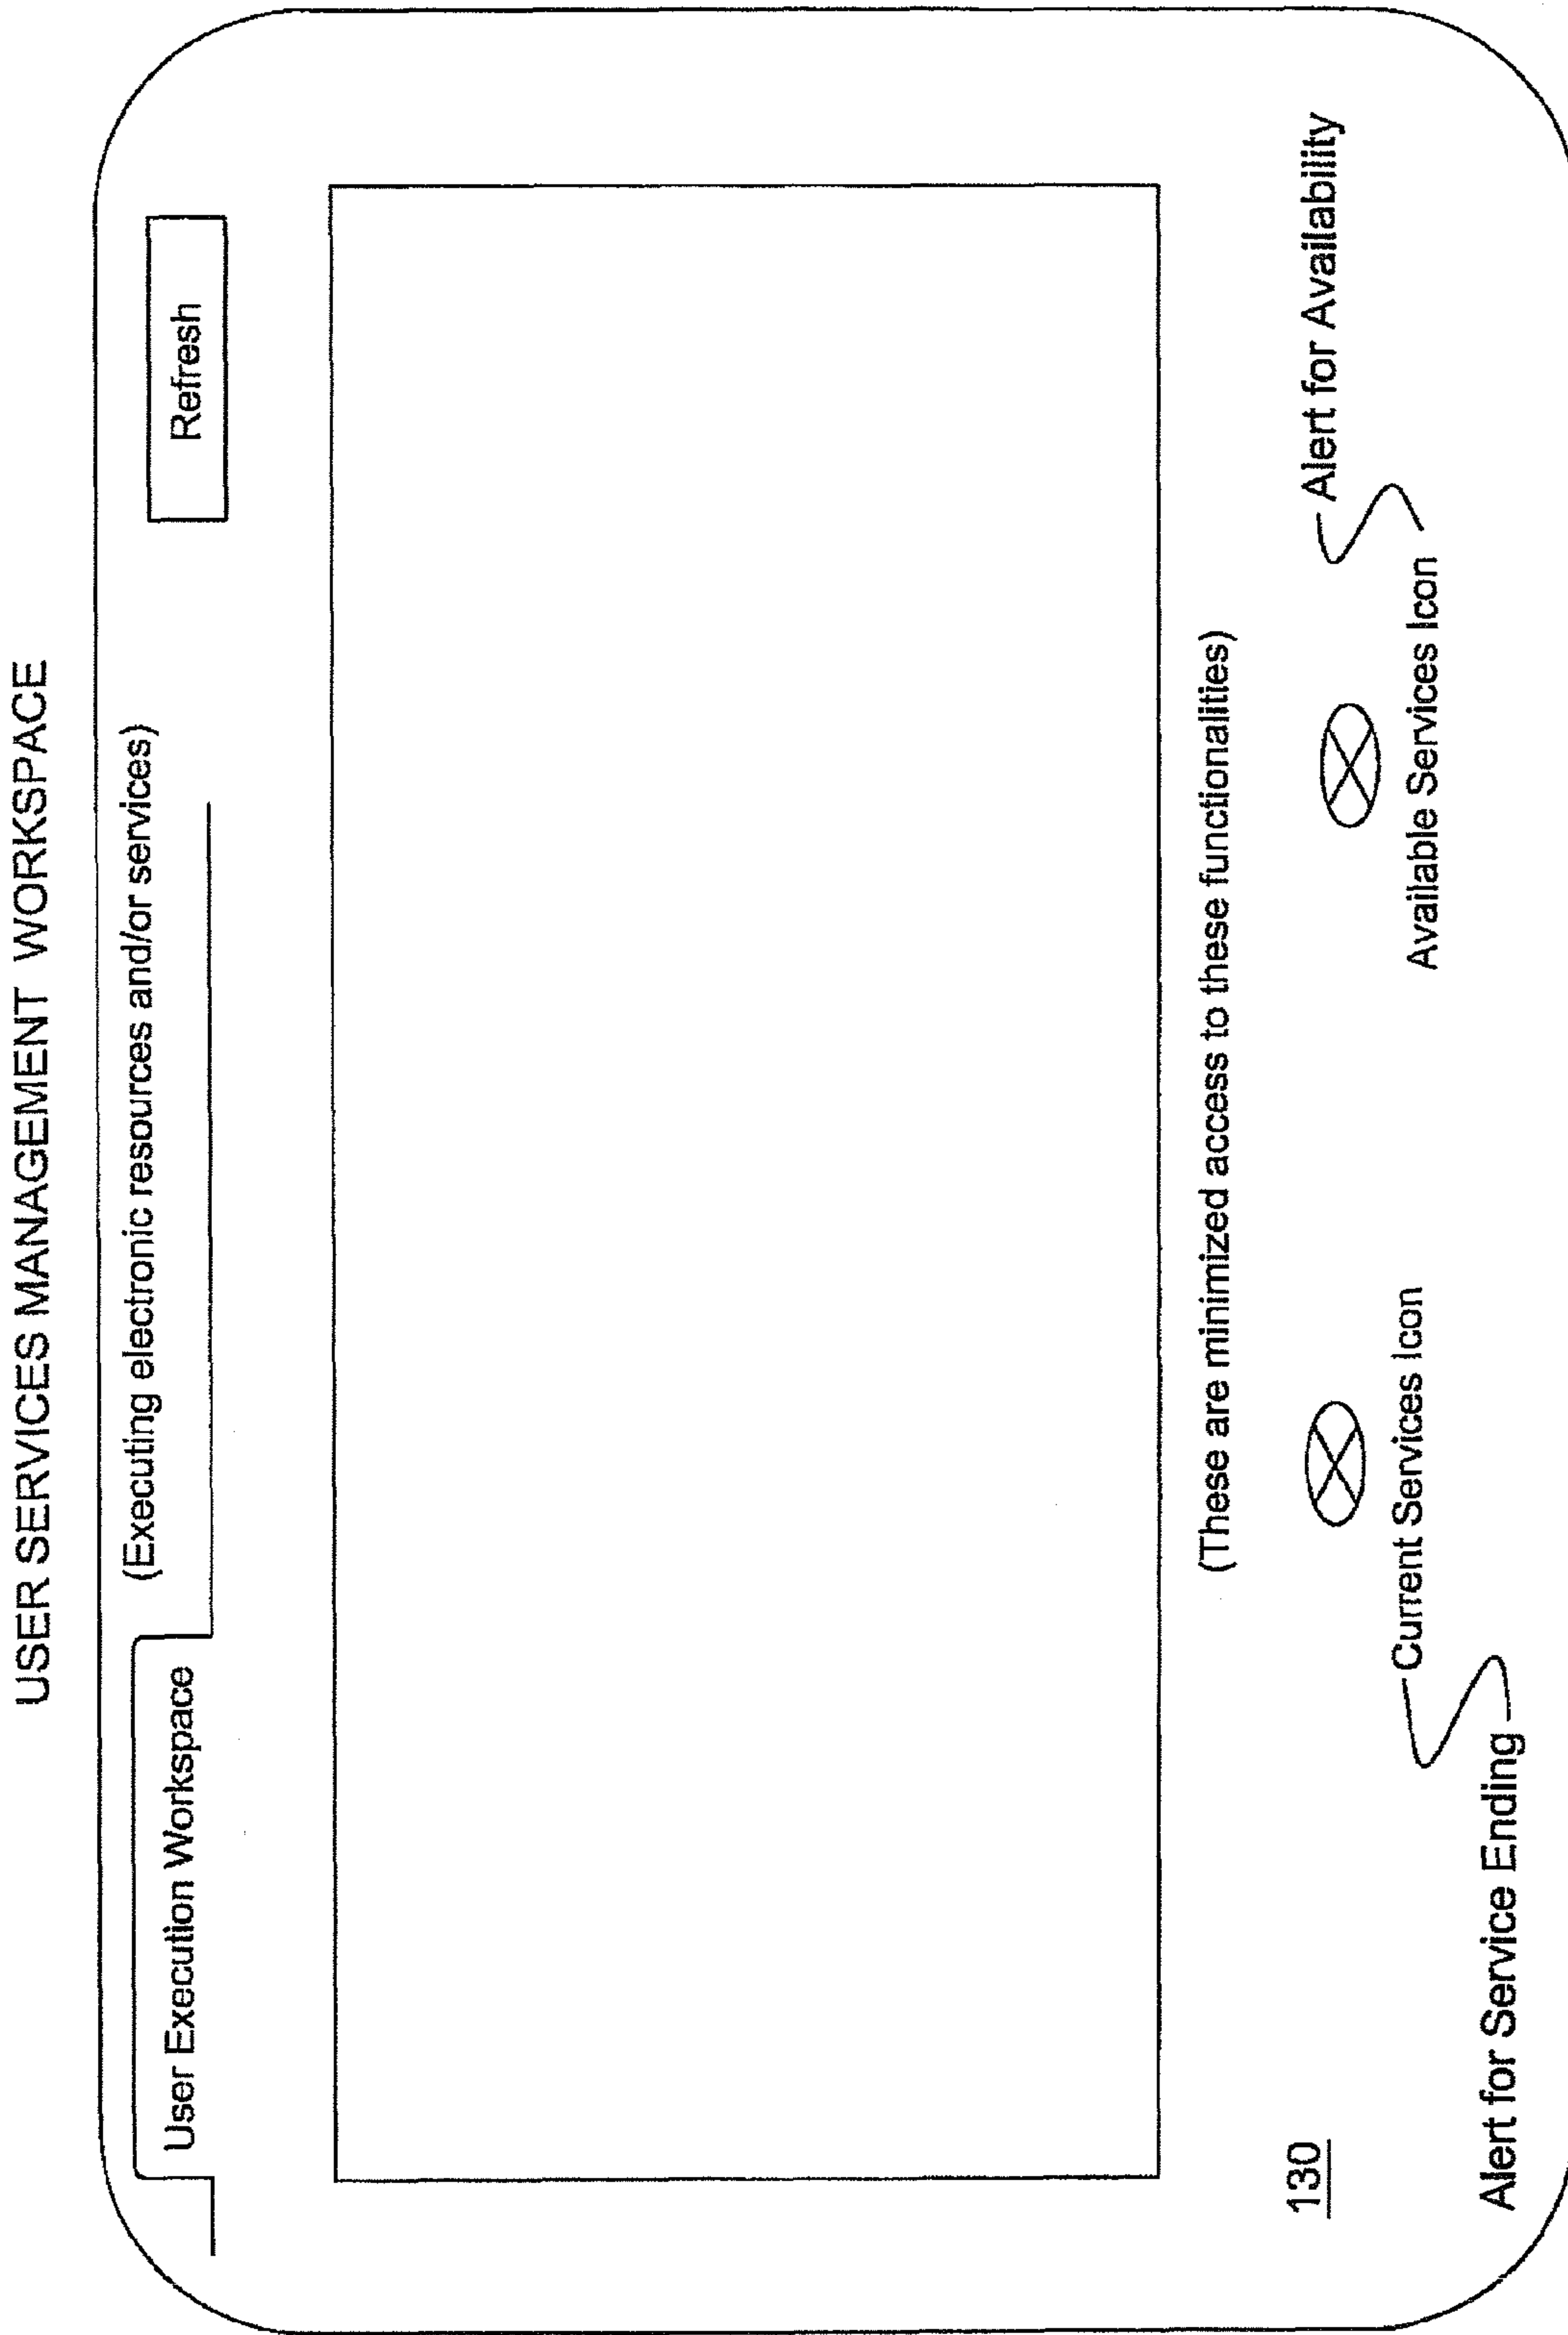 USER SERVICES MANAGEMENT WORKSPACE
User Execution Workspace
(Executing electronic resources and/or services)
Refresh
(These are minimized access to these functionalities)
130
Alert for Availability
Current Services Icon
Available Services Icon
Alert for Service Ending